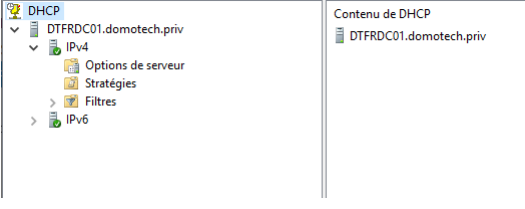 DHCP
DTFRDC01.domotech.priv
IPv4
Options de serveur
Stratégies
Filtres
IPv6
Contenu de DHCP
DTFRDC01.domotech.priv